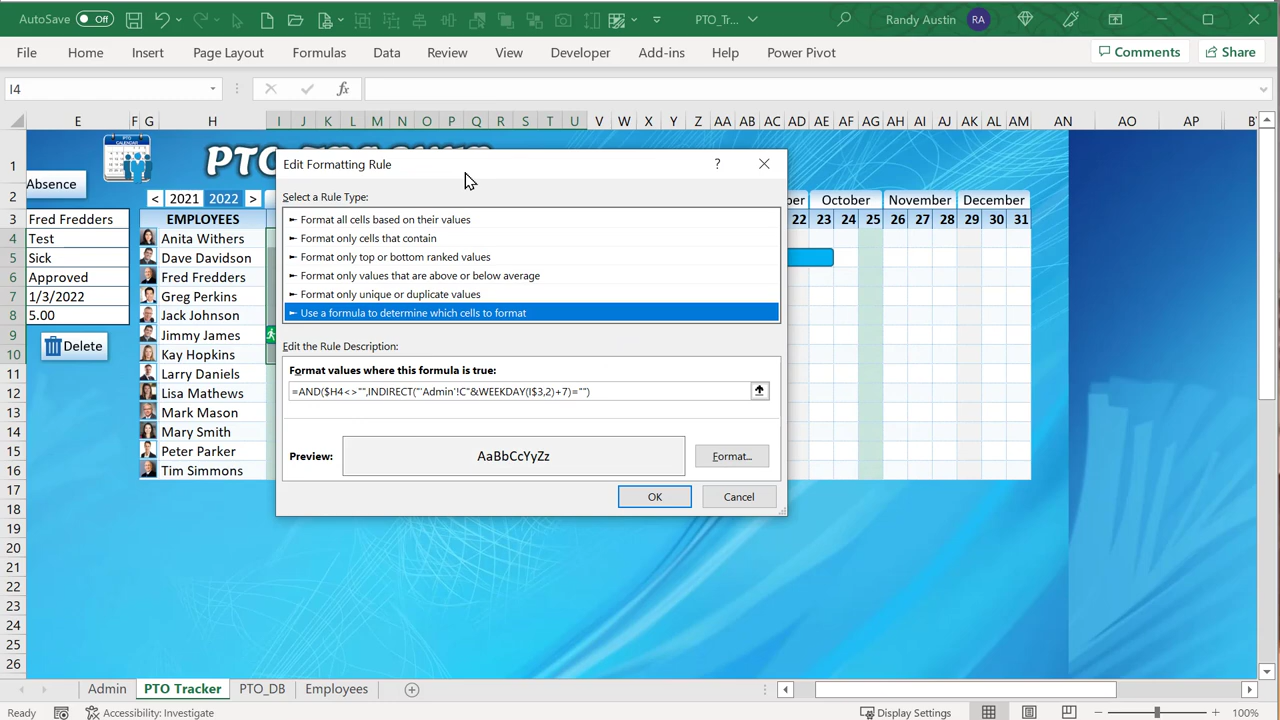 AutoSave Off PTO_Tr... Randy Austin RA
File Home Insert Page Layout Formulas Data Review View Developer Add-ins Help Power Pivot Comments Share
I4 fx
E F G H I J K L M N O P Q R S T U V W X Y Z AA AB AC AD AE AF AG AH AI AJ AK AL AM AN AO AP
1
Absence
2 < 2021 2022 > October November December
3 Fred Fredders EMPLOYEES 22 23 24 25 26 27 28 29 30 31
4 Test Anita Withers
5 Sick Dave Davidson
6 Approved Fred Fredders
7 1/3/2022 Greg Perkins
8 5.00 Jack Johnson
9 Delete Jimmy James
10 Kay Hopkins
11 Larry Daniels
12 Lisa Mathews
13 Mark Mason
14 Mary Smith
15 Peter Parker
16 Tim Simmons
17
18
19
20
21
22
23
24
25
26
Edit Formatting Rule ?
Select a Rule Type:
► Format all cells based on their values
► Format only cells that contain
► Format only top or bottom ranked values
► Format only values that are above or below average
► Format only unique or duplicate values
► Use a formula to determine which cells to format
Edit the Rule Description:
Format values where this formula is true:
=AND($H4<>"",INDIRECT("'Admin'!C"&WEEKDAY(I$3,2)+7)="")
Preview: AaBbCcYyZz Format...
OK Cancel
Admin PTO Tracker PTO_DB Employees
Ready Accessibility: Investigate Display Settings 100%